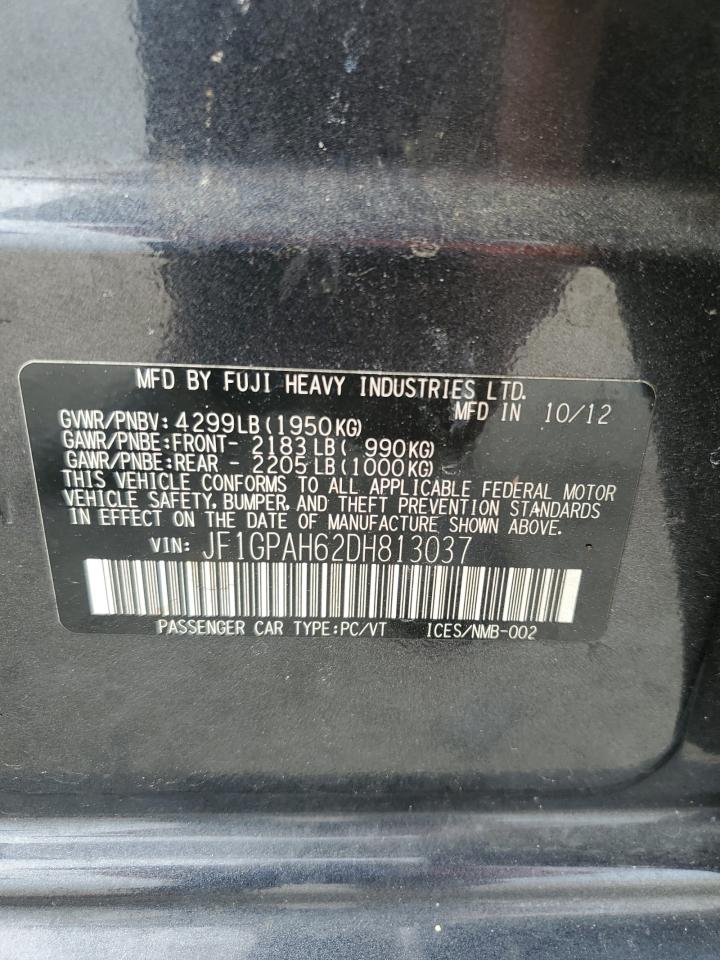 MFD BY FUJI HEAVY INDUSTRIES LTD.
MFD IN 10/12
GVWR/PNBV: 4299LB(1950KG)
GAWR/PNBE:FRONT- 2183LB( 990KG)
GAWR/PNBE:REAR - 2205LB(1000KG)
THIS VEHICLE CONFORMS TO ALL APPLICABLE FEDERAL MOTOR
VEHICLE SAFETY, BUMPER, AND THEFT PREVENTION STANDARDS
IN EFFECT ON THE DATE OF MANUFACTURE SHOWN ABOVE.
VIN: JF1GPAH62DH813037
PASSENGER CAR TYPE:PC/VT ICES/NMB-002